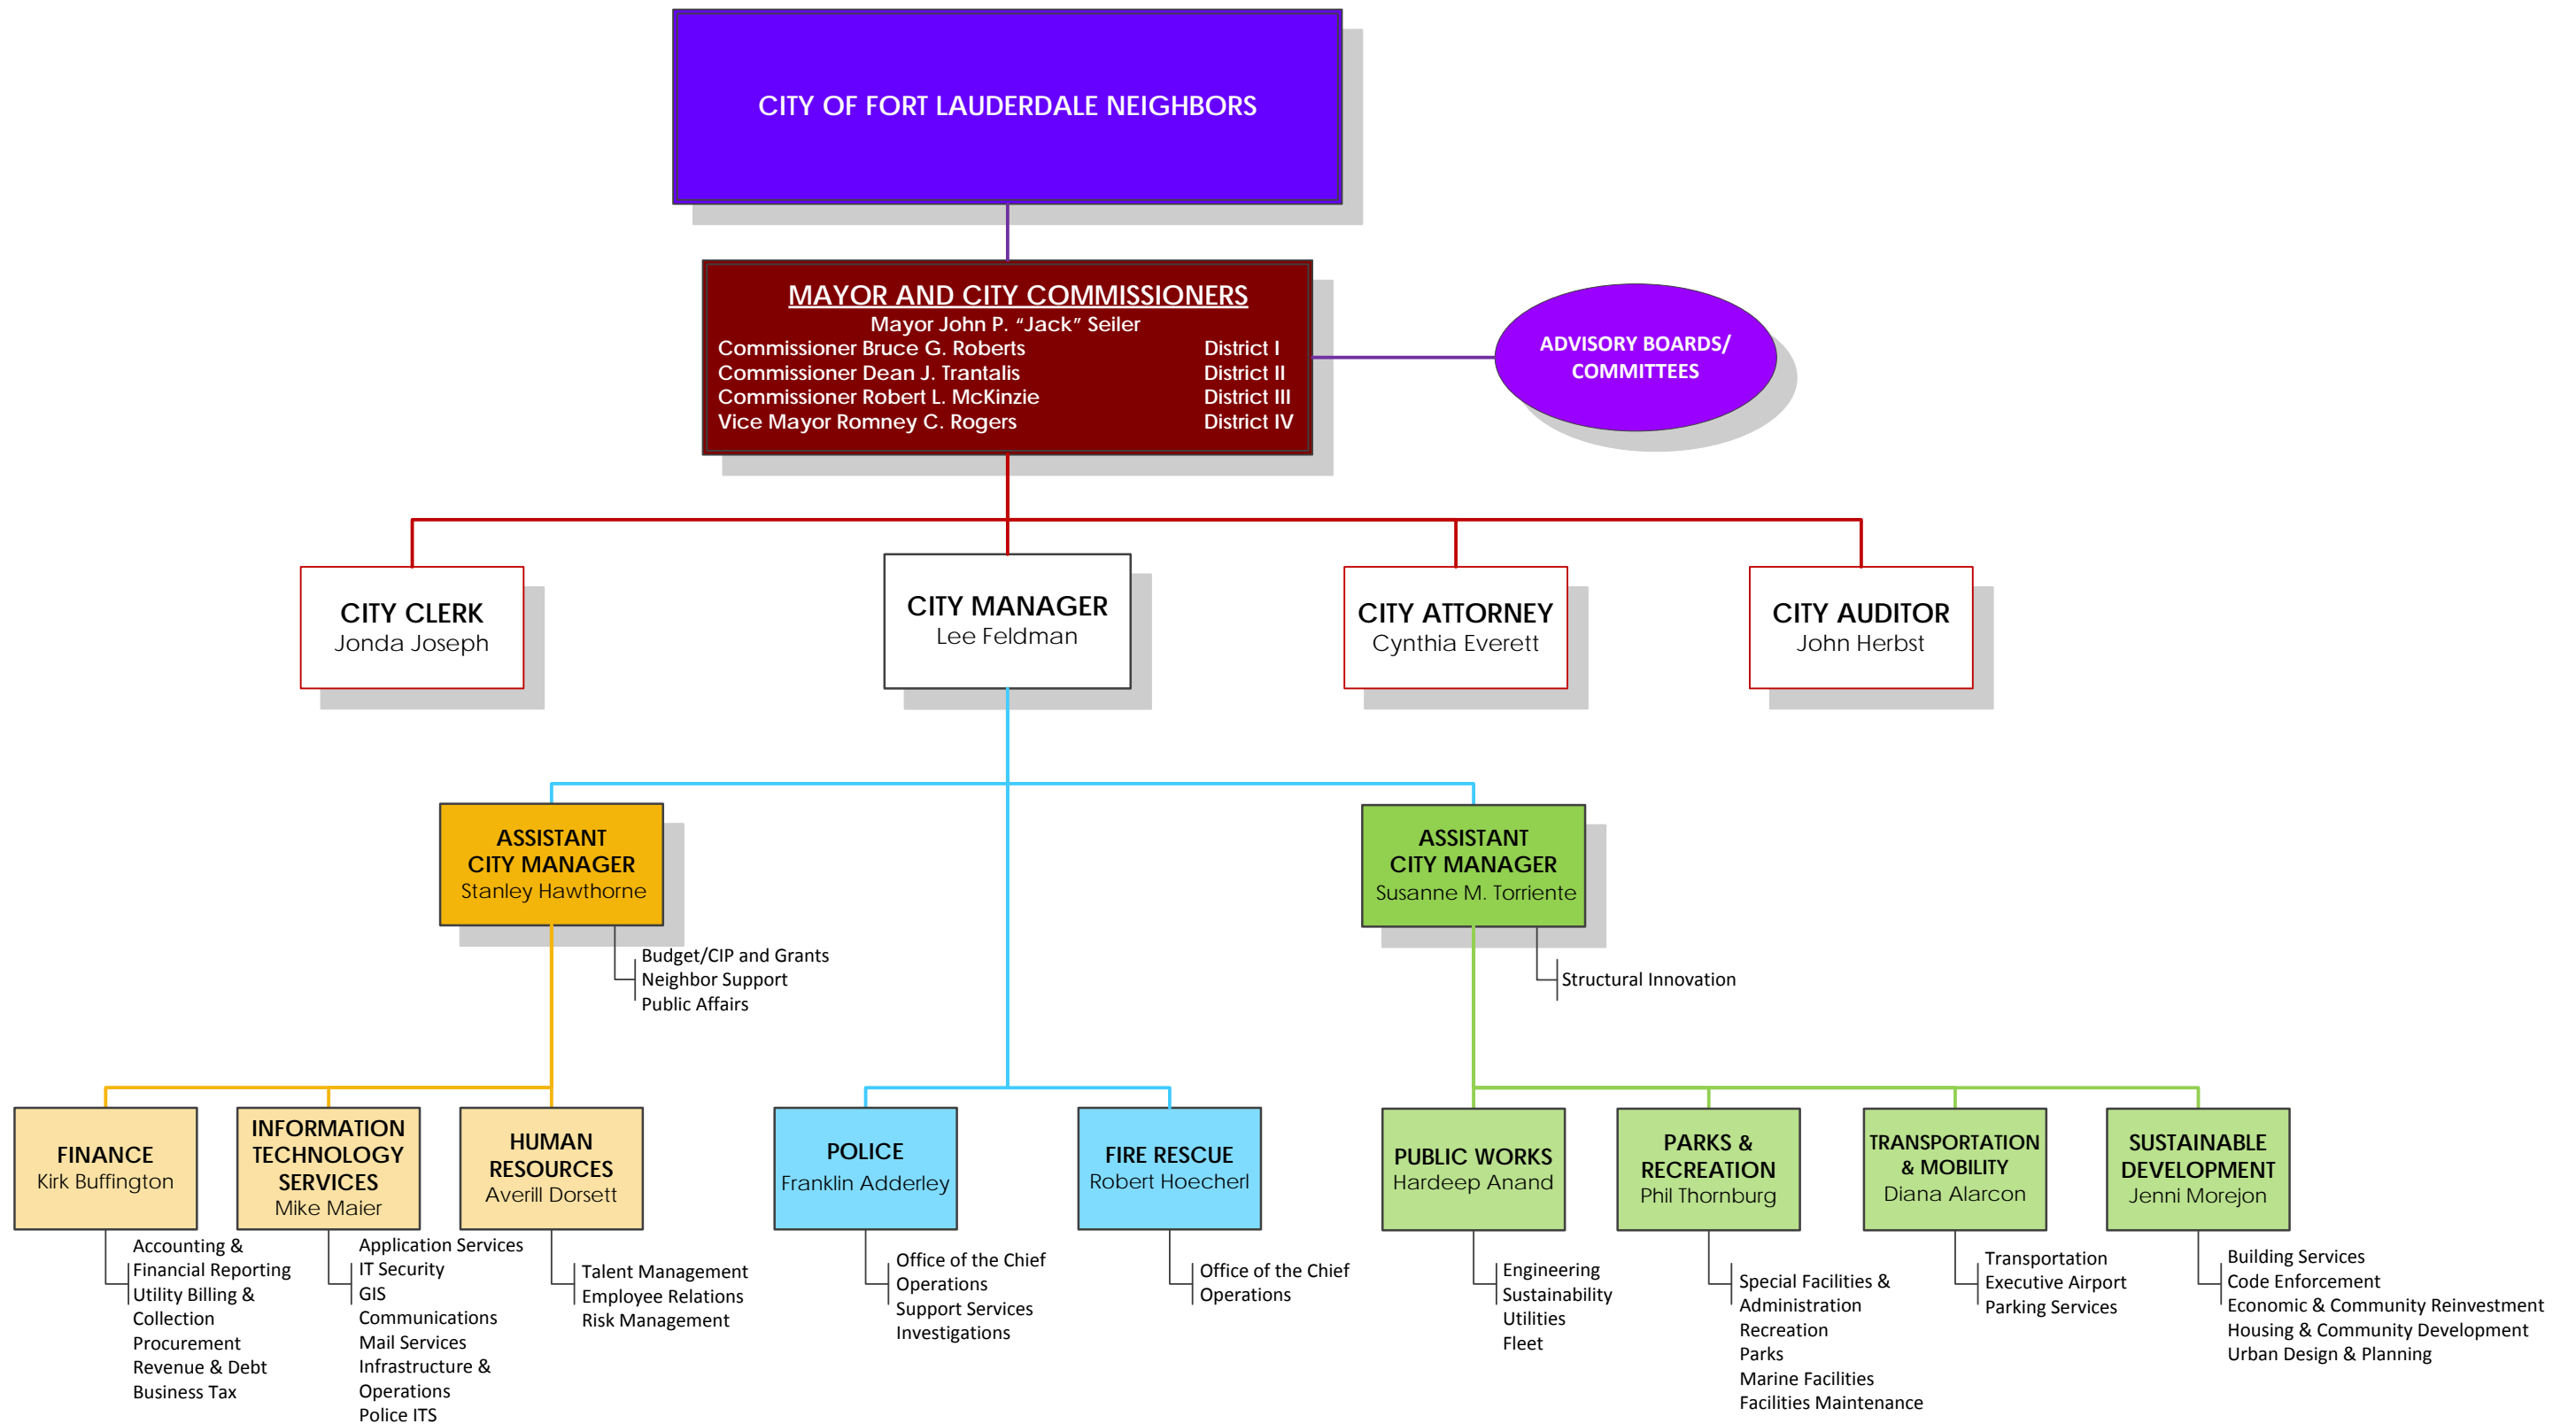 CITY OF FORT LAUDERDALE NEIGHBORS
MAYOR AND CITY COMMISSIONERS
Mayor John P. “Jack” Seiler
Commissioner Bruce G. Roberts District I
Commissioner Dean J. Trantalis District II
Commissioner Robert L. McKinzie District III
Vice Mayor Romney C. Rogers District IV
ADVISORY BOARDS/
COMMITTEES
CITY CLERK
Jonda Joseph
CITY MANAGER
Lee Feldman
CITY ATTORNEY
Cynthia Everett
CITY AUDITOR
John Herbst
ASSISTANT
CITY MANAGER
Stanley Hawthorne
Budget/CIP and Grants
Neighbor Support
Public Affairs
ASSISTANT
CITY MANAGER
Susanne M. Torriente
Structural Innovation
FINANCE
Kirk Buffington
Accounting &
Financial Reporting
Utility Billing &
Collection
Procurement
Revenue & Debt
Business Tax
INFORMATION
TECHNOLOGY
SERVICES
Mike Maier
Application Services
IT Security
GIS
Communications
Mail Services
Infrastructure &
Operations
Police ITS
HUMAN
RESOURCES
Averill Dorsett
Talent Management
Employee Relations
Risk Management
POLICE
Franklin Adderley
Office of the Chief
Operations
Support Services
Investigations
FIRE RESCUE
Robert Hoecherl
Office of the Chief
Operations
PUBLIC WORKS
Hardeep Anand
Engineering
Sustainability
Utilities
Fleet
PARKS &
RECREATION
Phil Thornburg
Special Facilities &
Administration
Recreation
Parks
Marine Facilities
Facilities Maintenance
TRANSPORTATION
& MOBILITY
Diana Alarcon
Transportation
Executive Airport
Parking Services
SUSTAINABLE
DEVELOPMENT
Jenni Morejon
Building Services
Code Enforcement
Economic & Community Reinvestment
Housing & Community Development
Urban Design & Planning